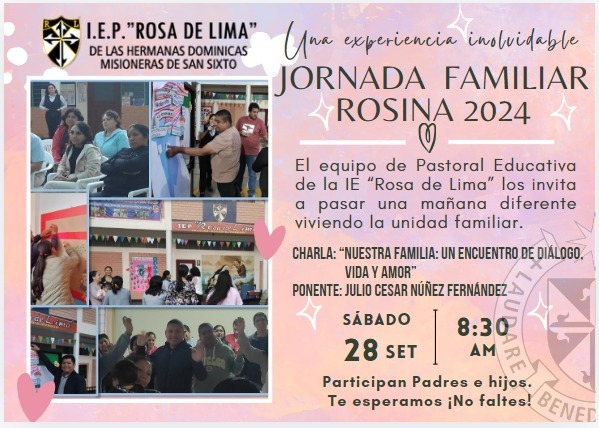 R L
I.E.P."ROSA DE LIMA"
DE LAS HERMANAS DOMINICAS
MISIONERAS DE SAN SIXTO
Una experiencia inolvidable
JORNADA FAMILIAR
ROSINA 2024
El equipo de Pastoral Educativa
de la IE “Rosa de Lima” los invita
a pasar una mañana diferente
viviendo la unidad familiar.
CHARLA: “NUESTRA FAMILIA: UN ENCUENTRO DE DIÁLOGO,
VIDA Y AMOR”
PONENTE: JULIO CESAR NÚÑEZ FERNÁNDEZ
SÁBADO
28 SET
8:30
AM
Participan Padres e hijos.
Te esperamos ¡No faltes!
LAUDARE
BENED